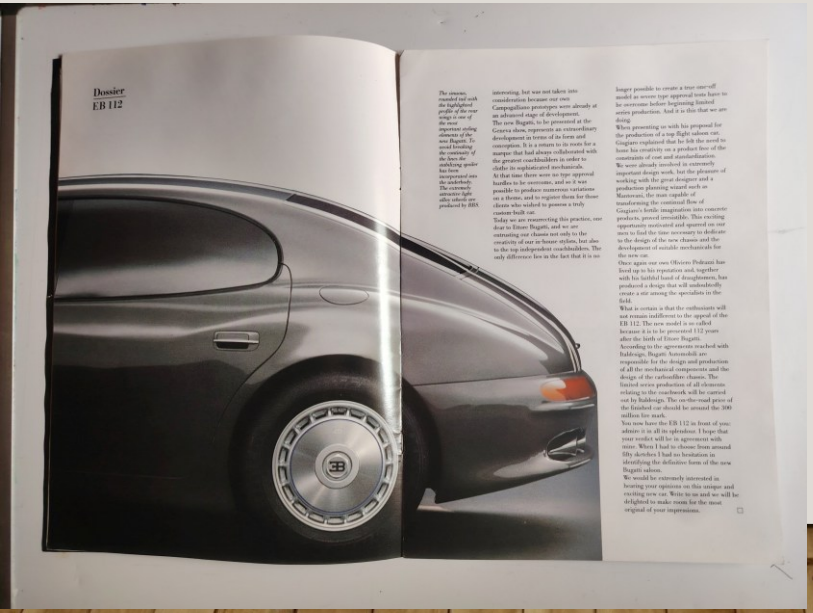 Dossier
EB 112
The sinuous,
rounded tail with
the highlighted
profile of the rear
wings is one of
the most
important styling
elements of the
new Bugatti. To
avoid breaking
the continuity of
the lines the
stabilizing spoiler
has been
incorporated into
the underbody.
The extremely
attractive light
alloy wheels are
produced by BBS.
interesting, but was not taken into
consideration because our own
Campogalliano prototypes were already at
an advanced stage of development.
The new Bugatti, to be presented at the
Geneva show, represents an extraordinary
development in terms of its form and
conception. It is a return to its roots for a
marque that had always collaborated with
the greatest coachbuilders in order to
clothe its sophisticated mechanicals.
At that time there were no type approval
hurdles to be overcome, and so it was
possible to produce numerous variations
on a theme, and to register them for those
clients who wished to possess a truly
custom-built car.
Today we are resurrecting this practice, one
dear to Ettore Bugatti, and we are
entrusting our chassis not only to the
creativity of our in-house stylists, but also
to the top independent coachbuilders. The
only difference lies in the fact that it is no
longer possible to create a true one-off
model as severe type approval tests have to
be overcome before beginning limited
series production. And it is this that we are
doing.
When presenting us with his proposal for
the production of a top flight saloon car,
Giugiaro explained that he felt the need to
hone his creativity on a product free of the
constraints of cost and standardization.
We were already involved in extremely
important design work, but the pleasure of
working with the great designer and a
production planning wizard such as
Mantovani, the man capable of
transforming the continual flow of
Giugiaro's fertile imagination into concrete
products, proved irresistible. This exciting
opportunity motivated and spurred on our
men to find the time necessary to dedicate
to the design of the new chassis and the
development of suitable mechanicals for
the new car.
Once again our own Oliviero Pedrazzi has
lived up to his reputation and, together
with his faithful band of draughtsmen, has
produced a design that will undoubtedly
create a stir among the specialists in the
field.
What is certain is that the enthusiasts will
not remain indifferent to the appeal of the
EB 112. The new model is so called
because it is to be presented 112 years
after the birth of Ettore Bugatti.
According to the agreements reached with
Italdesign, Bugatti Automobili are
responsible for the design and production
of all the mechanical components and the
design of the carbonfibre chassis. The
limited series production of all elements
relating to the coachwork will be carried
out by Italdesign. The on-the-road price of
the finished car should be around the 500
million lire mark.
You now have the EB 112 in front of you:
admire it in all its splendour. I hope that
your verdict will be in agreement with
mine. When I had to choose from around
fifty sketches I had no hesitation in
identifying the definitive form of the new
Bugatti saloon.
We would be extremely interested in
hearing your opinions on this unique and
exciting new car. Write to us and we will be
delighted to make room for the most
original of your impressions.